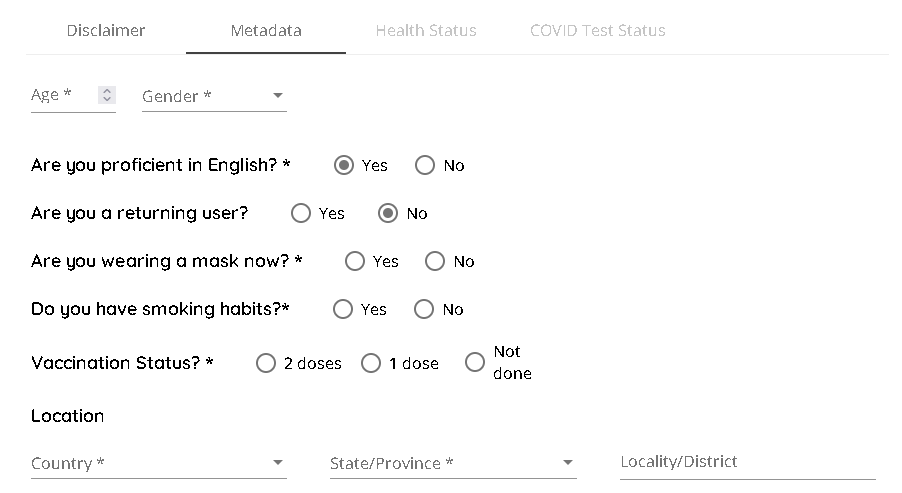 Disclaimer Metadata Health Status COVID Test Status
Age * Gender *
Are you proficient in English? * Yes No
Are you a returning user? Yes No
Are you wearing a mask now? * Yes No
Do you have smoking habits?* Yes No
Vaccination Status? * 2 doses 1 dose Not done
Location
Country * State/Province * Locality/District